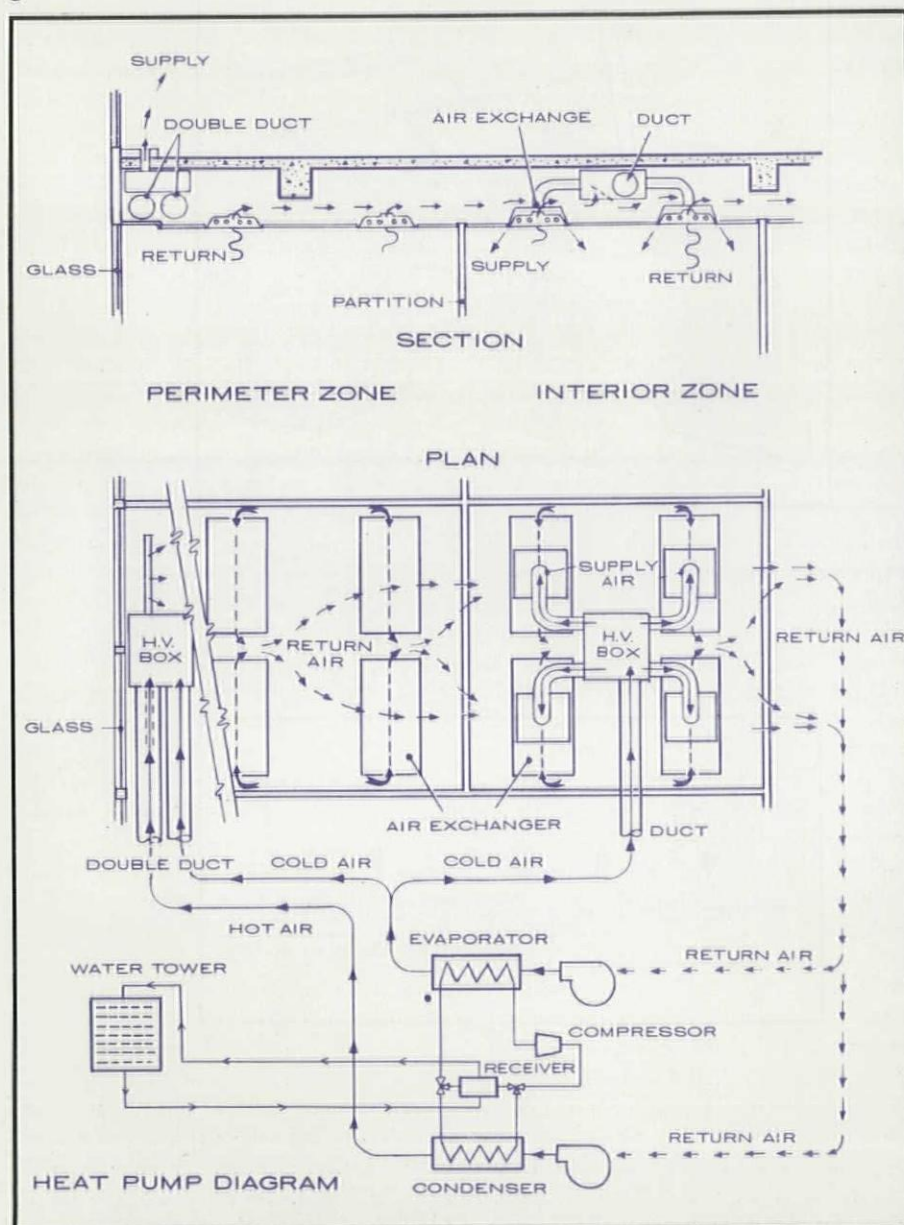 SUPPLY
DOUBLE DUCT
AIR EXCHANGE
DUCT
GLASS
RETURN
SUPPLY
RETURN
PARTITION
SECTION
PERIMETER ZONE
INTERIOR ZONE
PLAN
H.V.
BOX
RETURN
AIR
SUPPLY
AIR
H.V.
BOX
RETURN AIR
GLASS
AIR EXCHANGER
DUCT
DOUBLE DUCT
COLD AIR
COLD AIR
HOT AIR
EVAPORATOR
RETURN AIR
WATER TOWER
COMPRESSOR
RECEIVER
RETURN AIR
CONDENSER
HEAT PUMP DIAGRAM